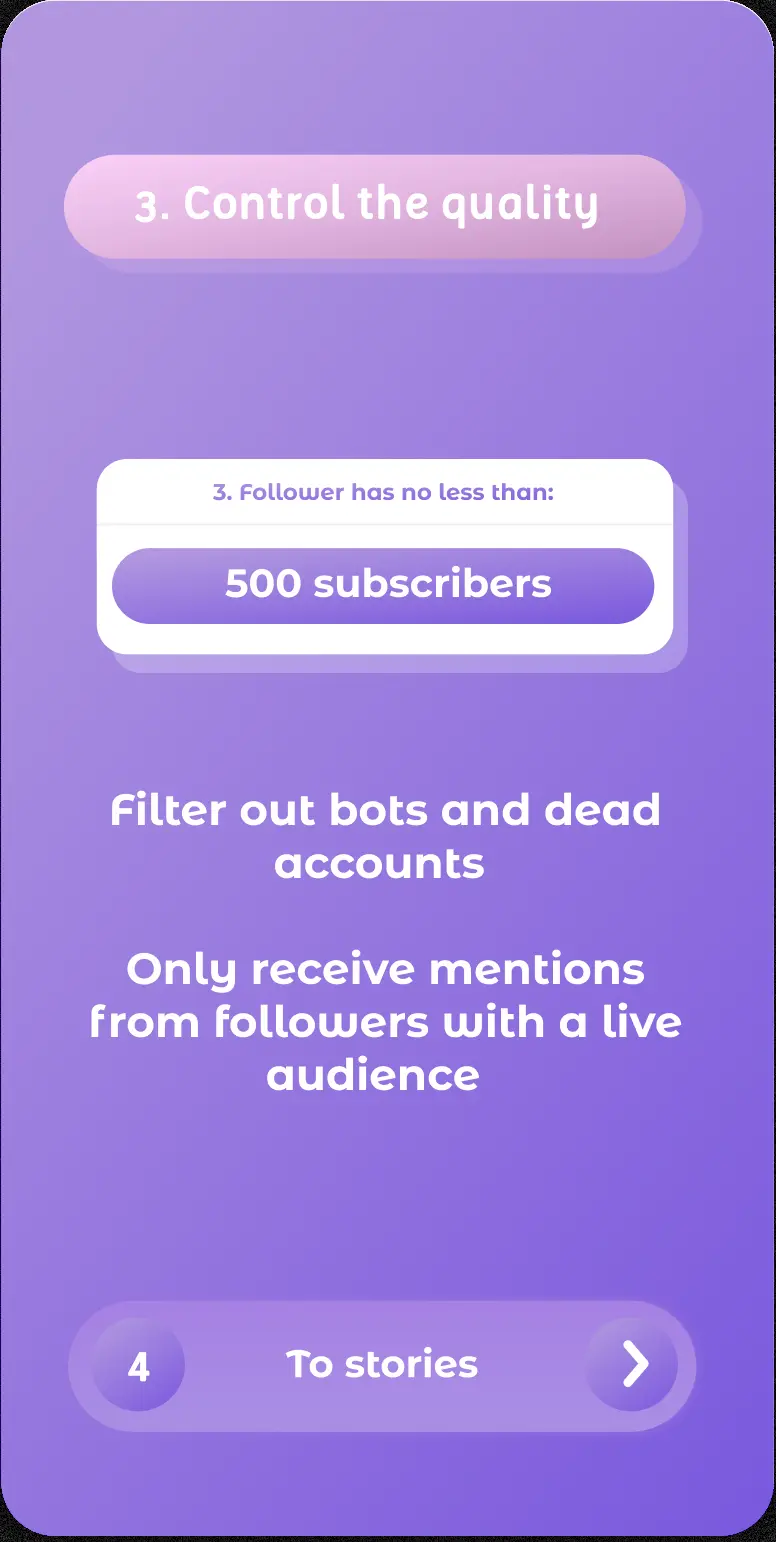 3. Control the quality
3. Follower has no less than:
500 subscribers
Filter out bots and dead
accounts
Only receive mentions
from followers with a live
audience
4 To stories